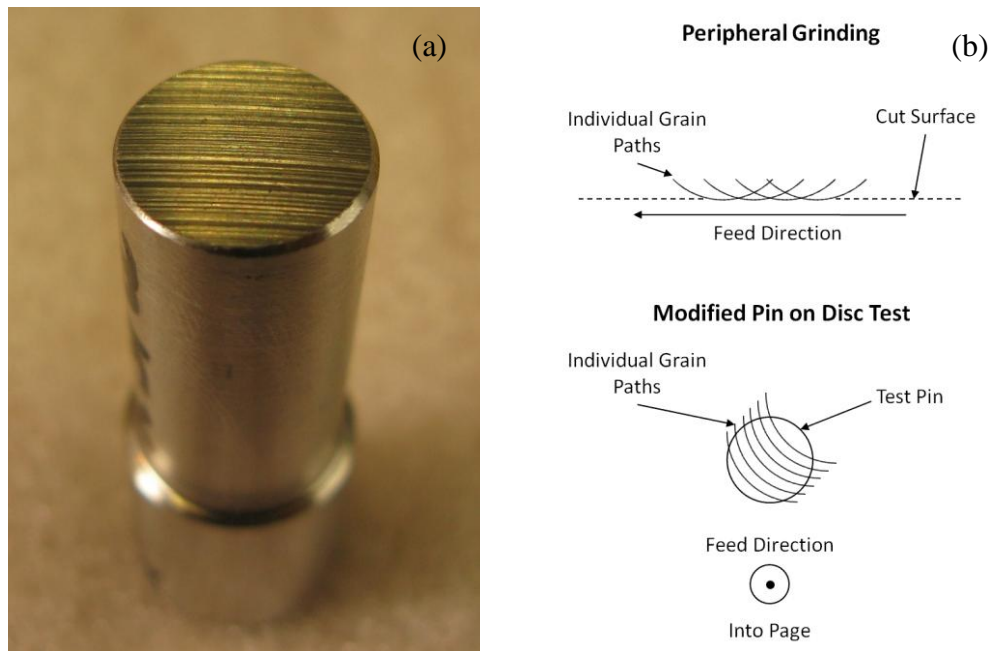 (a)
Peripheral Grinding
(b)
Individual Grain
Paths
Cut Surface
Feed Direction
Modified Pin on Disc Test
Individual Grain
Paths
Test Pin
Feed Direction
Into Page